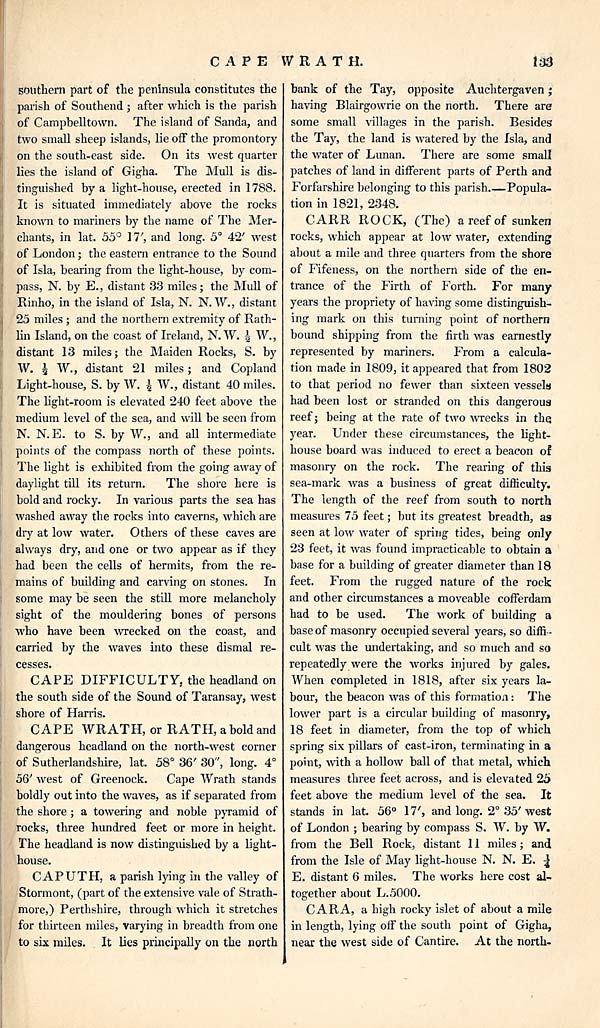 CAPE WRATH.
133
southern part of the peninsula constitutes the
parish of Southend ; after which is the parish
of Campbelltown. The island of Sanda, and
two small sheep islands, lie off the promontory
on the south-east side. On its west quarter
lies the island of Gigha. The Mull is dis-
tinguished by a light-house, erected in 1788.
It is situated immediately above the rocks
known to mariners by the name of The Mer-
chants, in lat. 55° 17′, and long. 5° 42′ west
of London ; the eastern entrance to the Sound
of Isla, bearing from the light-house, by com-
pass, N. by E., distant 33 miles ; the Mull of
Rinho, in the island of Isla, N. N. W., distant
25 miles ; and the northern extremity of Rath-
lin Island, on the coast of Ireland, N. W. ½ W.,
distant 13 miles ; the Maiden Rocks, S. by
W. ½ W., distant 21 miles ; and Copland
Light-house, S. by W. ½ W., distant 40 miles.
The light-room is elevated 240 feet above the
medium level of the sea, and will be seen from
N. N. E. to S. by W., and all intermediate
points of the compass north of these points.
The light is exhibited from the going away of
daylight till its return. The shore here is
bold and rocky. In various parts the sea has
washed away the rocks into caverns, which are
dry at low water. Others of these caves are
always dry, and one or two appear as if they
had been the cells of hermits, from the re-
mains of building and carving on stones. In
some may be seen the still more melancholy
sight of the mouldering bones of persons
who have been wrecked on the coast, and
carried by the waves into these dismal re-
cesses.
CAPE DIFFICULTY, the headland on
the south side of the Sound of Taransay, west
shore of Harris.
CAPE WRATH, or RATH, a bold and
dangerous headland on the north-west corner
of Sutherlandshire, lat. 58° 36′ 30″, long. 4°
56′ west of Greenock. Cape Wrath stands
boldly out into the waves, as if separated from
the shore ; a towering and noble pyramid of
rocks, three hundred feet or more in height.
The headland is now distinguished by a light-
house.
CAPUTH, a parish lying in the valley of
Stormont, (part of the extensive vale of Strath-
more,) Perthshire, through which it stretches
for thirteen miles, varying in breadth from one
to six miles. It lies principally on the north
bank of the Tay, opposite Auchtergaven ;
having Blairgowrie on the north. There are
some small villages in the parish. Besides
the Tay, the land is watered by the Isla, and
the water of Lunan. There are some small
patches of land in different parts of Perth and
Forfarshire belonging to this parish.—Popula-
tion in 1821, 2348.
CARR ROCK, (The) a reef of sunken
rocks, which appear at low water, extending
about a mile and three quarters from the shore
of Fifeness, on the northern side of the en-
trance of the Firth of Forth. For many
years the propriety of having some distinguish-
ing mark on this turning point of northern
bound shipping from the firth was earnestly
represented by mariners. From a calcula-
tion made in 1809, it appeared that from 1802
to that period no fewer than sixteen vessels
had been lost or stranded on this dangerous
reef ; being at the rate of two wrecks in the
year. Under these circumstances, the light-
house board was induced to erect a beacon of
masonry on the rock. The rearing of this
sea-mark was a business of great difficulty.
The length of the reef from south to north
measures 75 feet ; but its greatest breadth, as
seen at low water of spring tides, being only
23 feet, it was found impracticable to obtain a
base for a building of greater diameter than 18
feet. From the rugged nature of the rock
and other circumstances a moveable cofferdam
had to be used. The work of building a
base of masonry occupied several years, so diffi-
cult was the undertaking, and so much and so
repeatedly were the works injured by gales.
When completed in 1818, after six years la-
bour, the beacon was of this formation : The
lower part is a circular building of masonry,
18 feet in diameter, from the top of which
spring six pillars of cast-iron, terminating in a
point, with a hollow ball of that metal, which
measures three feet across, and is elevated 25
feet above the medium level of the sea. It
stands in lat. 56° 17′, and long. 2° 35′ west
of London ; bearing by compass S. W. by W.
from the Bell Rock, distant 11 miles ; and
from the Isle of May light-house N. N. E. ½
E. distant 6 miles. The works here cost al-
together about L.5000.
CARA, a high rocky islet of about a mile
in length, lying off the south point of Gigha,
near the west side of Cantire. At the north-